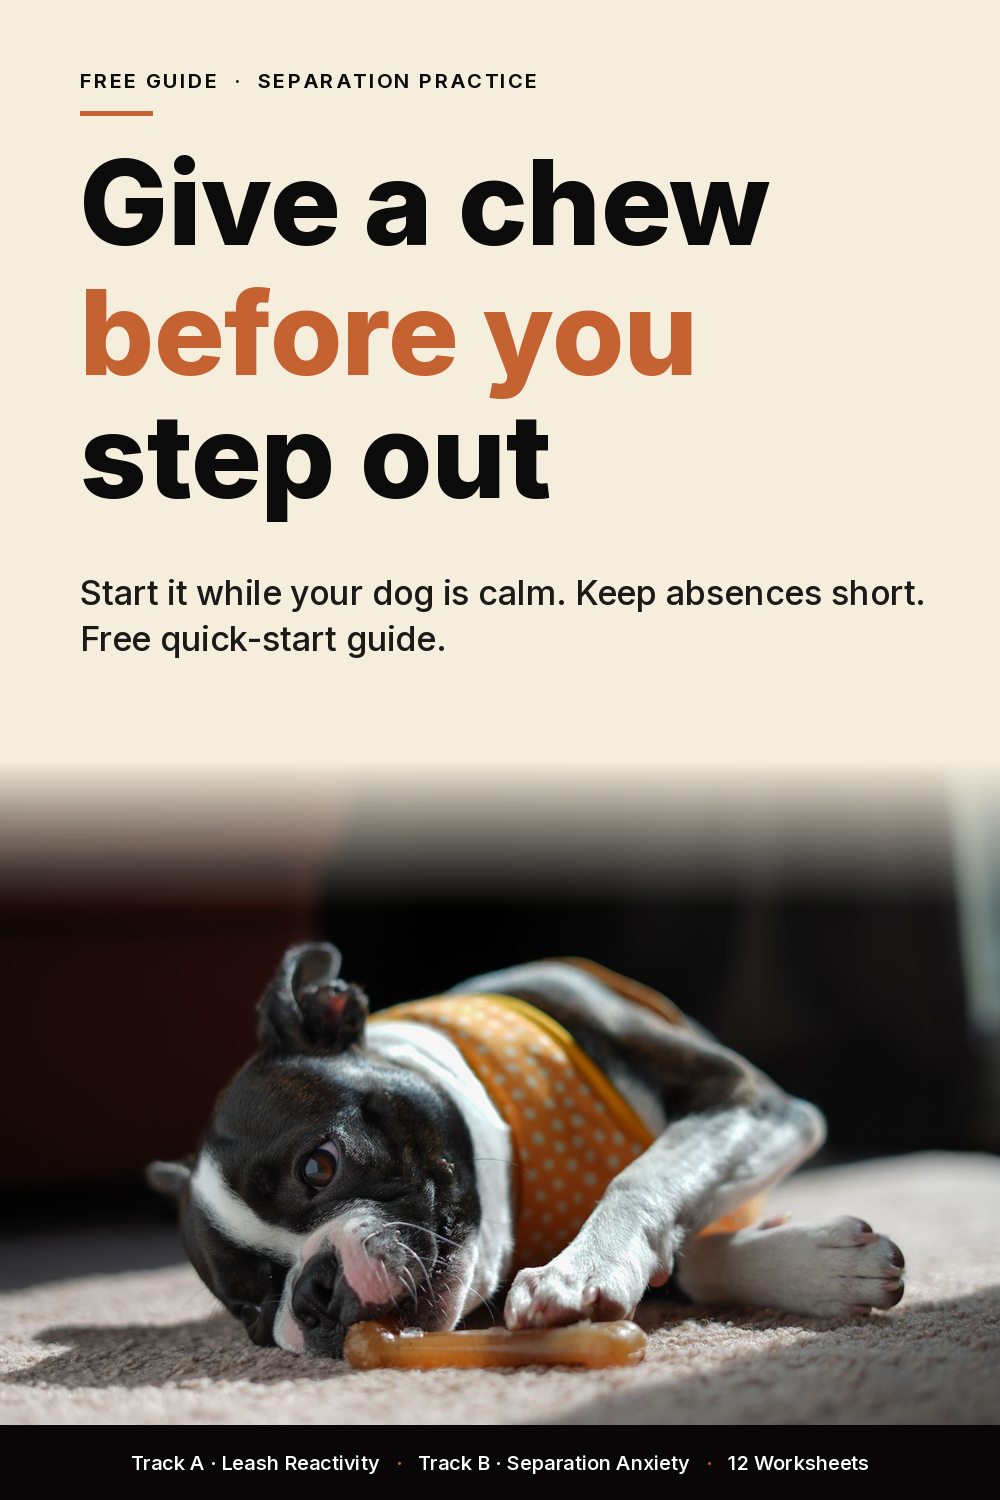 FREE GUIDE · SEPARATION PRACTICE
Give a chew
before you
step out
Start it while your dog is calm. Keep absences short.
Free quick-start guide.
Track A · Leash Reactivity · Track B · Separation Anxiety · 12 Worksheets